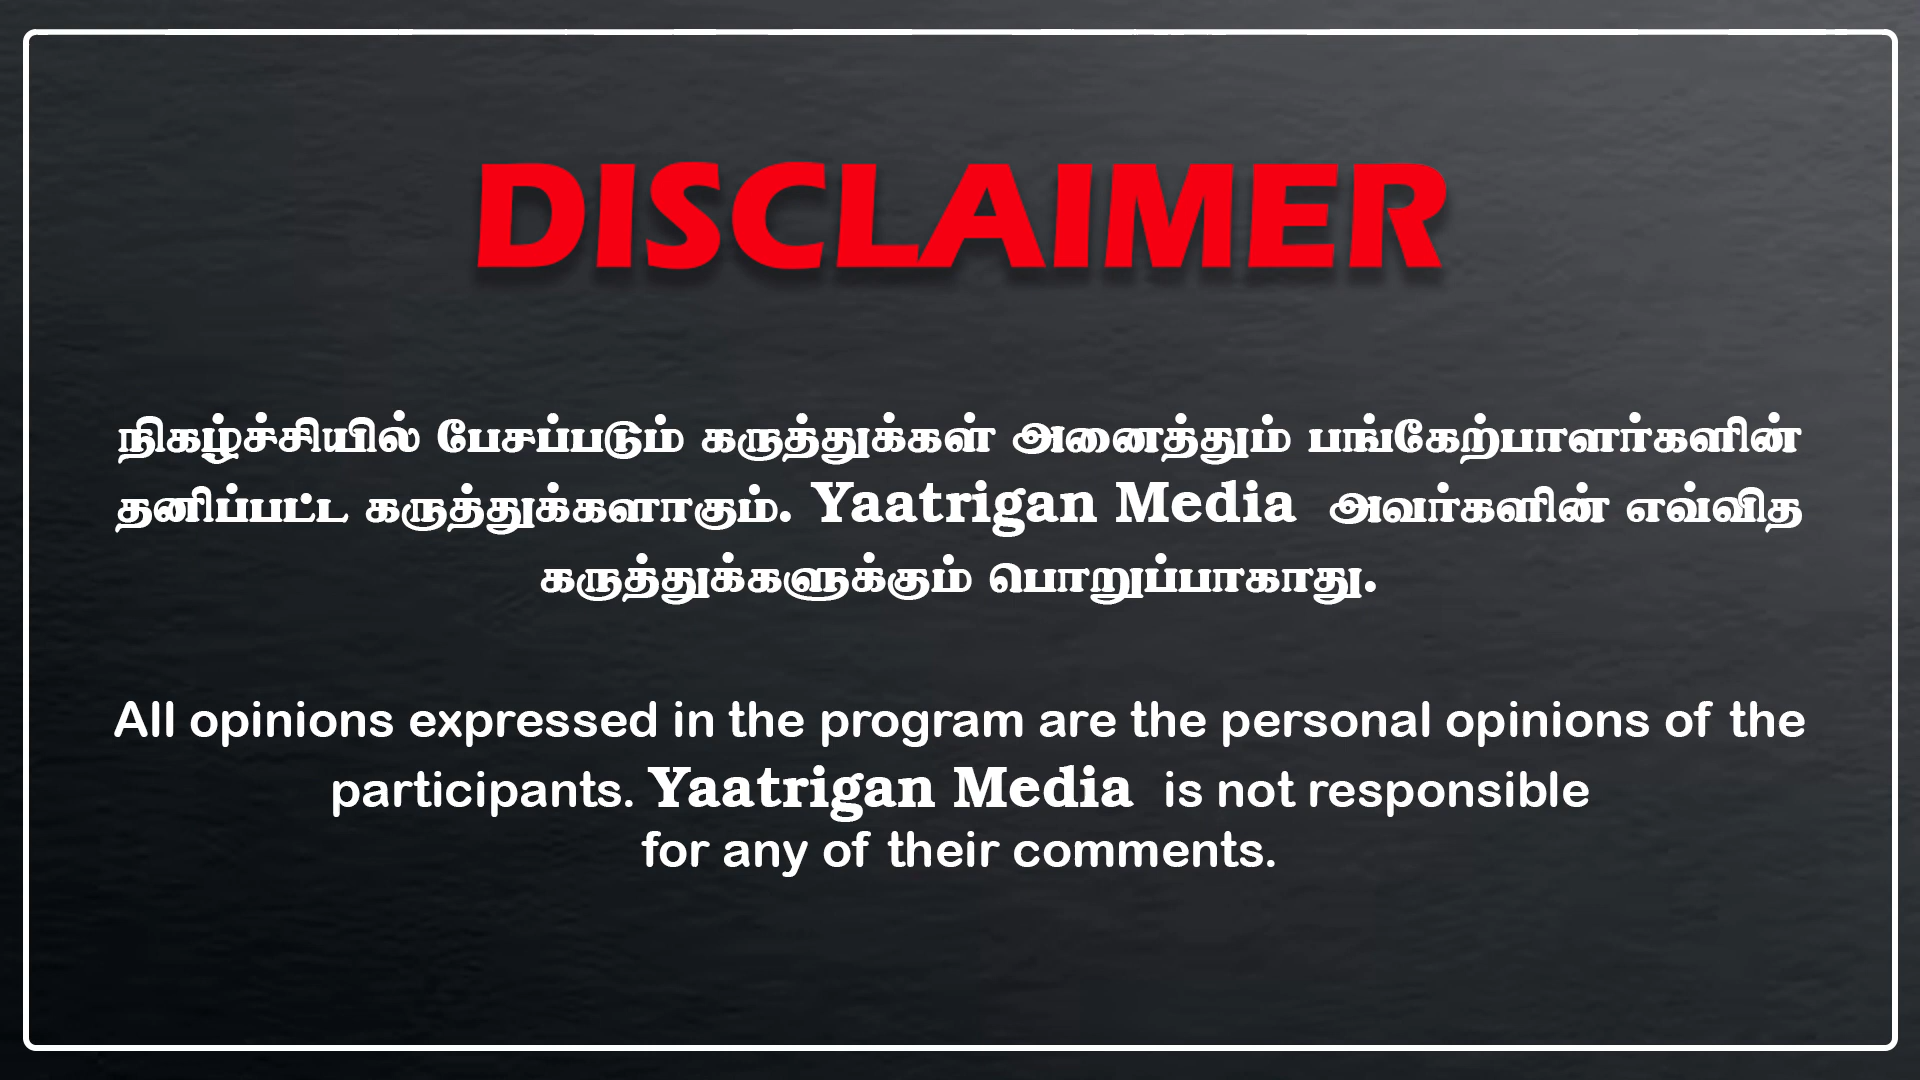 DISCLAIMER
நிகழ்ச்சியில் பேசப்படும் கருத்துக்கள் அனைத்தும் பங்கேற்பாளர்களின்
தனிப்பட்ட கருத்துக்களாகும். Yaatrigan Media அவர்களின் எவ்வித
கருத்துக்களுக்கும் பொறுப்பாகாது.
All opinions expressed in the program are the personal opinions of the
participants. Yaatrigan Media is not responsible
for any of their comments.